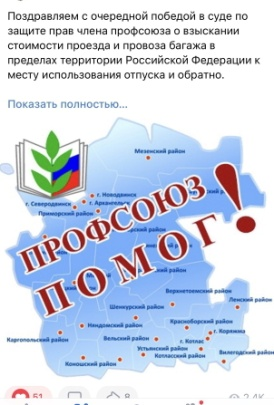 Поздравляем с очередной победой в суде по
защите прав члена профсоюза о взыскании
стоимости проезда и провоза багажа в
пределах территории Российской Федерации к
месту использования отпуска и обратно.
Показать полностью...
Мезенский район
г. Новодвинск
г. Северодвинск
г. Архангельск
Приморский район
ПРОФСОЮЗ
ПОМОГ!
район
Верхнетоемский район
Ленский район
Шенкурский район
Няндомский район
Красноборский район
г. Коряжма
Каргопольский район
Вельский район
г. Котлас
Устьянский район
Котласский район
Вилегодский район
Коношский район
51
8
2,4K